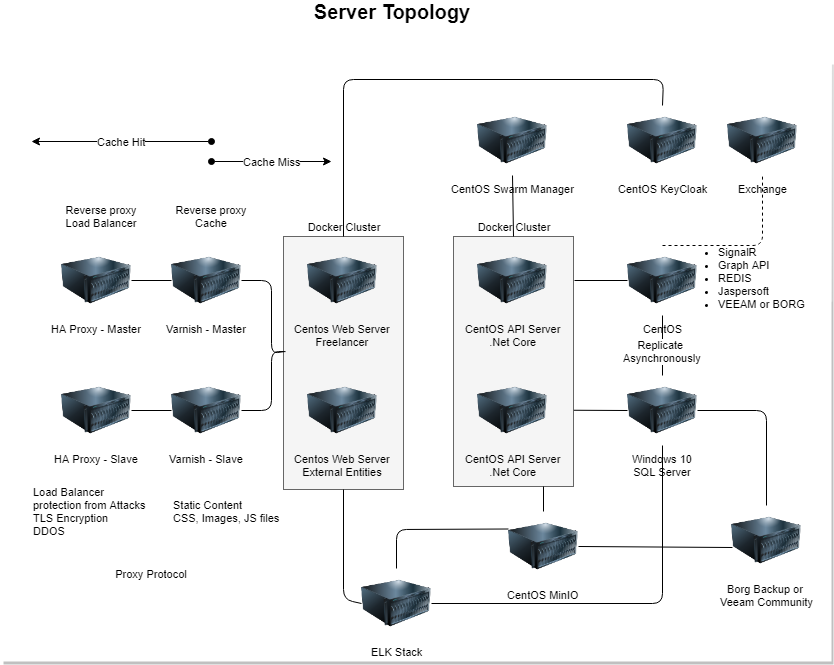 Server Topology
Cache Hit
Cache Miss
CentOS Swarm Manager
CentOS KeyCloak
Exchange
Reverse proxy
Load Balancer
Reverse proxy
Cache
Docker Cluster
Docker Cluster
SignalR
Graph API
REDIS
Jaspersoft
VEEAM or BORG
HA Proxy - Master
Varnish - Master
Centos Web Server
Freelancer
CentOS API Server
.Net Core
CentOS
Replicate
Asynchronously
HA Proxy - Slave
Varnish - Slave
Centos Web Server
External Entities
CentOS API Server
.Net Core
Windows 10
SQL Server
Load Balancer
protection from Attacks
TLS Encryption
DDOS
Static Content
CSS, Images, JS files
Proxy Protocol
CentOS MinIO
Borg Backup or
Veeam Community
ELK Stack